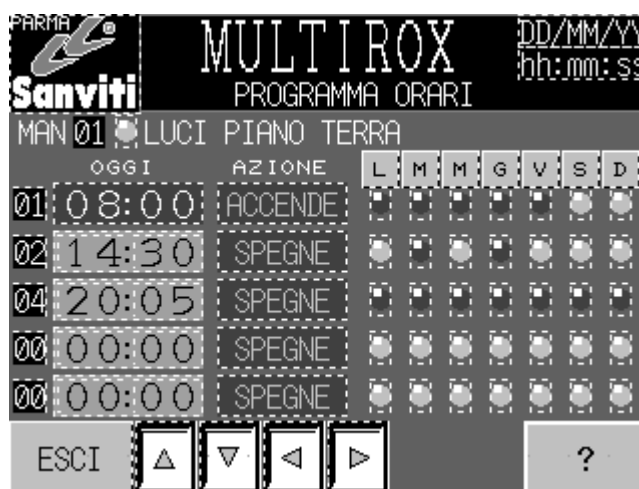 PARMA
Sanviti
MULTIROX
PROGRAMMA ORARI
DD/MM/YY
hh:mm:ss
MAN 01 LUCI PIANO TERRA
OGGI AZIONE L M M G V S D
01 08:00 ACCENDE
02 14:30 SPEGNE
04 20:05 SPEGNE
00 00:00 SPEGNE
00 00:00 SPEGNE
ESCI ?